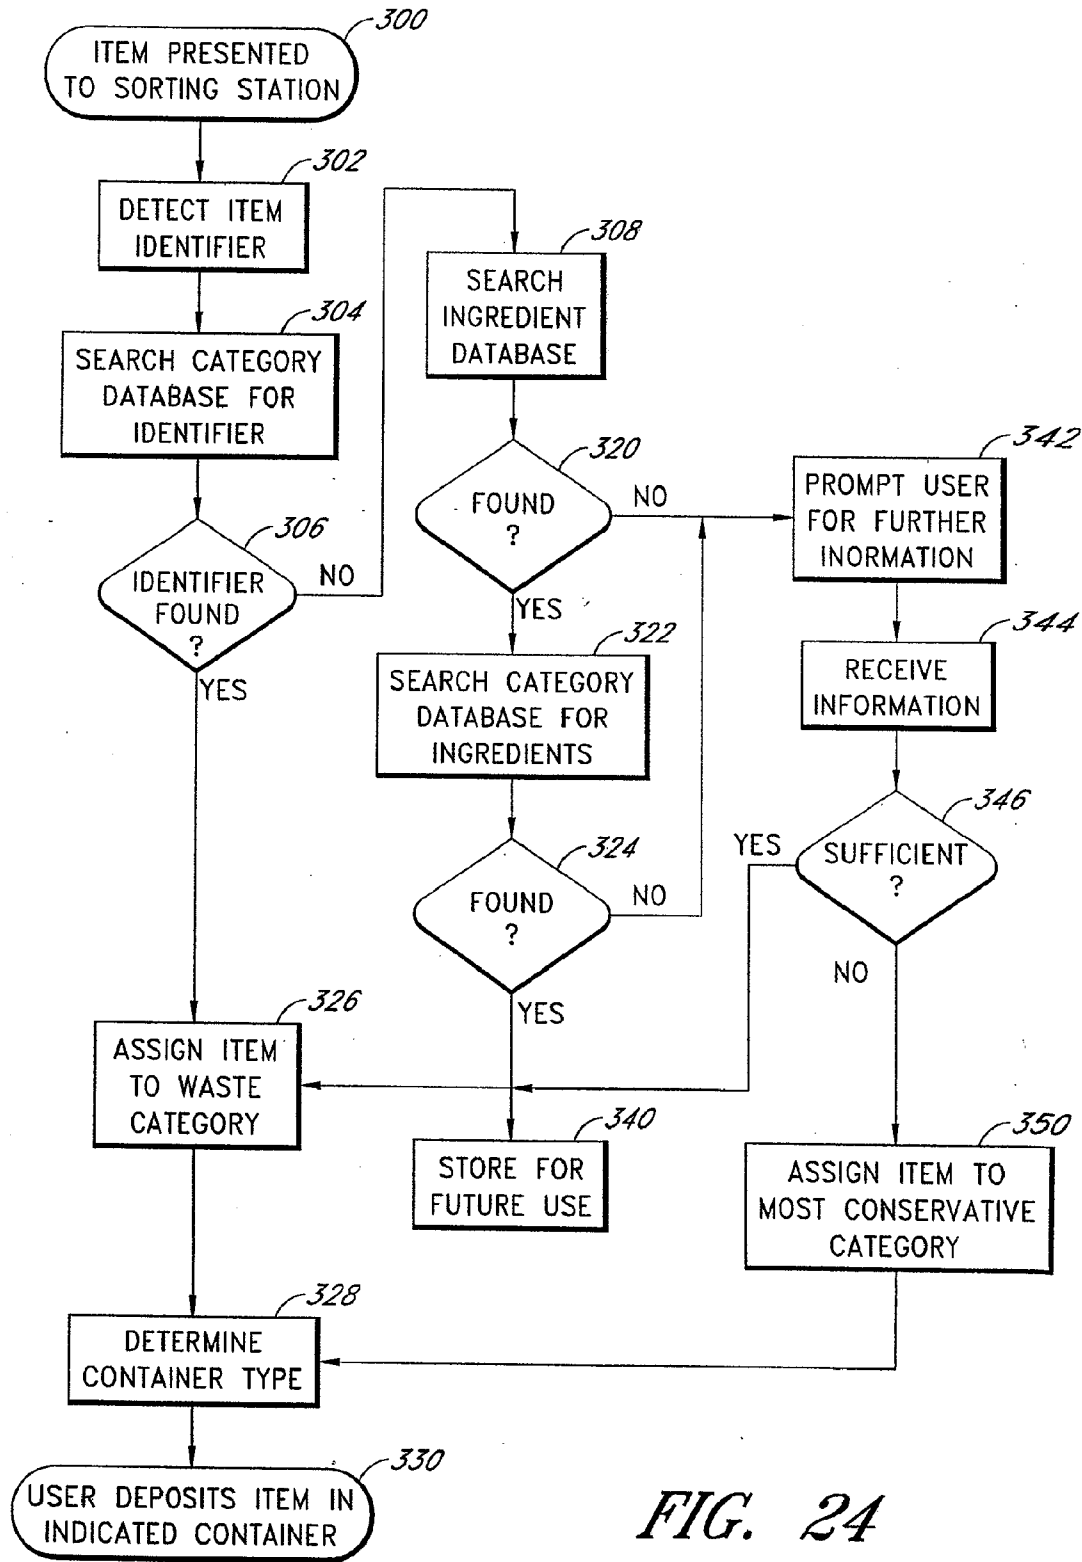 300
ITEM PRESENTED
TO SORTING STATION
302
DETECT ITEM
IDENTIFIER
304
SEARCH CATEGORY
DATABASE FOR
IDENTIFIER
306
IDENTIFIER
FOUND
?
NO
YES
308
SEARCH
INGREDIENT
DATABASE
320
FOUND
?
NO
YES
322
SEARCH CATEGORY
DATABASE FOR
INGREDIENTS
324
FOUND
?
NO
YES
342
PROMPT USER
FOR FURTHER
INORMATION
344
RECEIVE
INFORMATION
346
SUFFICIENT
?
YES
NO
326
ASSIGN ITEM
TO WASTE
CATEGORY
340
STORE FOR
FUTURE USE
350
ASSIGN ITEM TO
MOST CONSERVATIVE
CATEGORY
328
DETERMINE
CONTAINER TYPE
330
USER DEPOSITS ITEM IN
INDICATED CONTAINER
FIG. 24